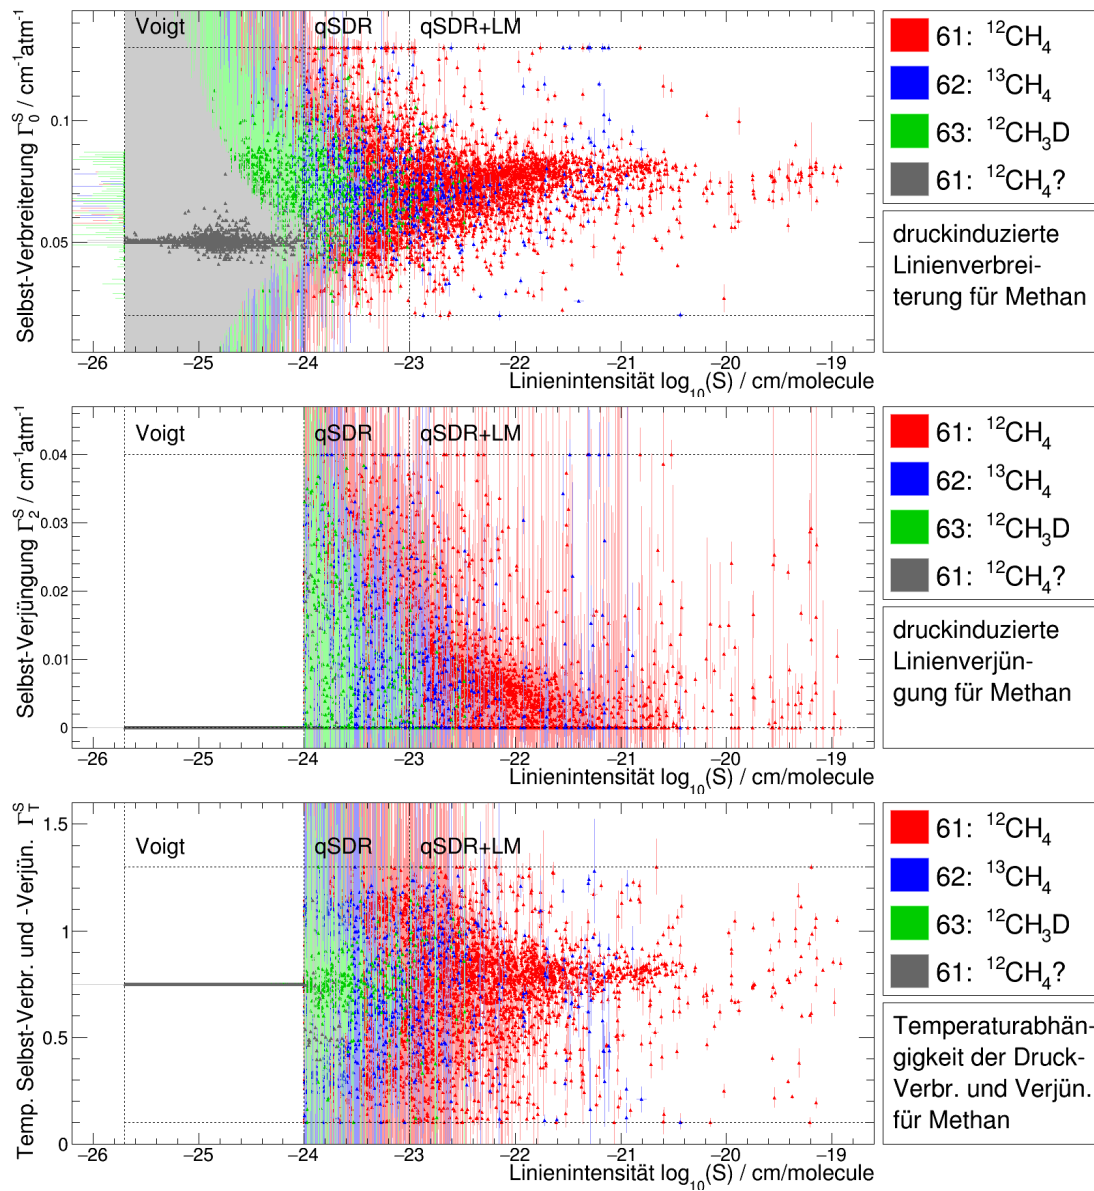 Voigt qSDR qSDR+LM
0.1
0.05
Selbst-Verbreiterung Γ₀ˢ / cm⁻¹atm⁻¹
−26 −25 −24 −23 −22 −21 −20 −19
Linienintensität log₁₀(S) / cm/molecule
61: ¹²CH₄
62: ¹³CH₄
63: ¹²CH₃D
61: ¹²CH₄?
druckinduzierte
Linienverbrei-
terung für Methan
Voigt qSDR qSDR+LM
0.04
0.03
0.02
0.01
0
Selbst-Verjüngung Γ₂ˢ / cm⁻¹atm⁻¹
−26 −25 −24 −23 −22 −21 −20 −19
Linienintensität log₁₀(S) / cm/molecule
61: ¹²CH₄
62: ¹³CH₄
63: ¹²CH₃D
61: ¹²CH₄?
druckinduzierte
Linienverjün-
gung für Methan
Voigt qSDR qSDR+LM
1.5
1
0.5
0
Temp. Selbst-Verbr. und -Verjün. Γ_Tˢ
−26 −25 −24 −23 −22 −21 −20 −19
Linienintensität log₁₀(S) / cm/molecule
61: ¹²CH₄
62: ¹³CH₄
63: ¹²CH₃D
61: ¹²CH₄?
Temperaturabhän-
gigkeit der Druck-
Verbr. und Verjün.
für Methan